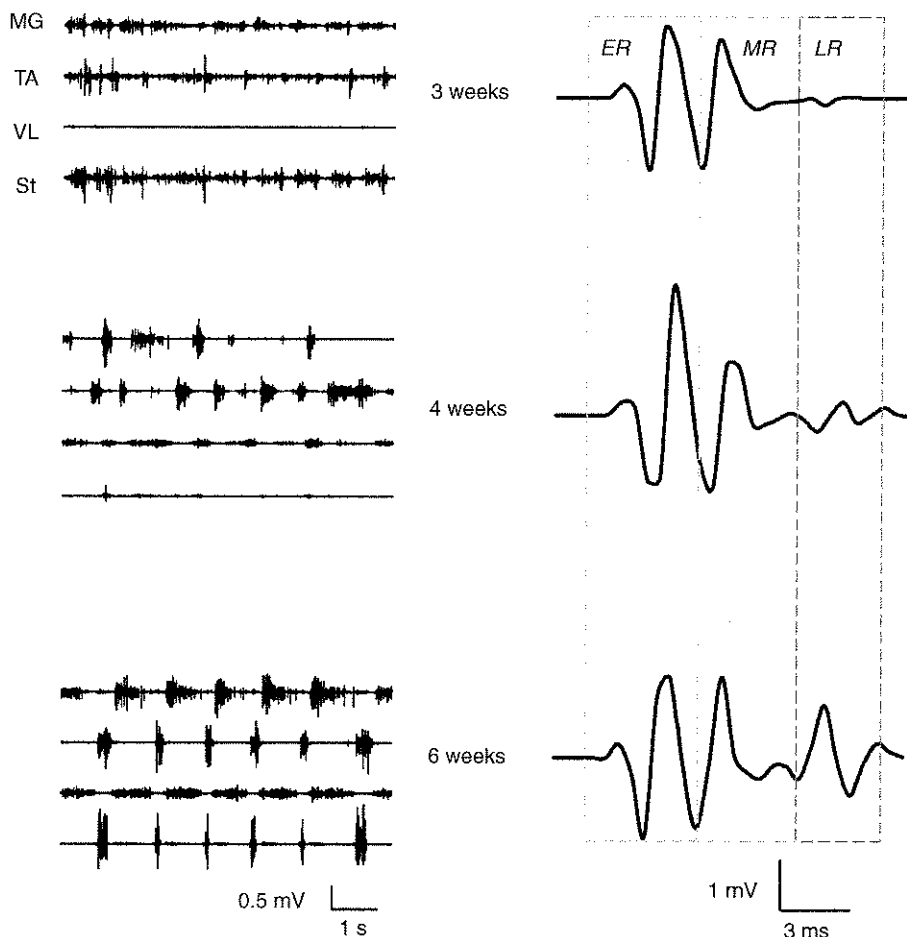 MG
TA
VL
St
3 weeks
ER MR LR
4 weeks
6 weeks
0.5 mV
1 s
1 mV
3 ms